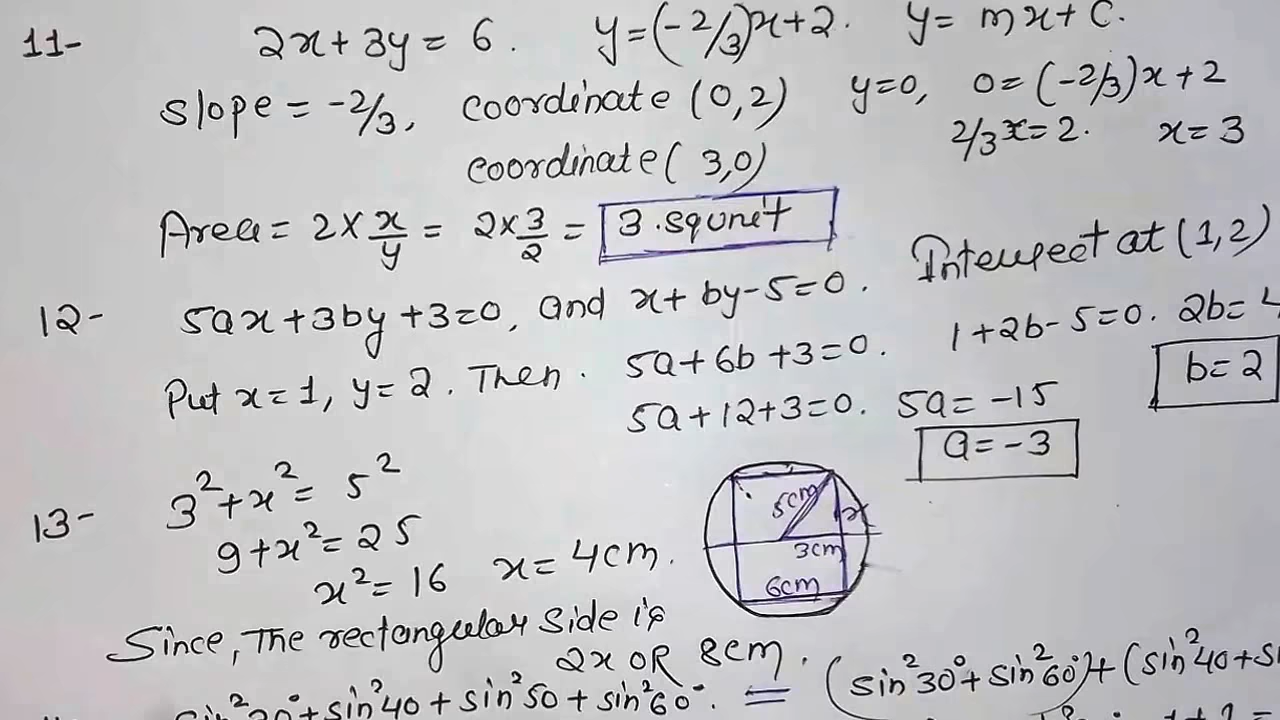 11- 2x+3y=6. y=(-2/3)x+2. y=mx+c.
slope=-2/3, coordinate (0,2) y=0, 0=(-2/3)x+2
coordinate( 3,0) 2/3x=2. x=3
Area= 2×x/y = 2×3/2 = 3.squnit
12- 5ax+3by+3=0, and x+by-5=0. Intersect at (1,2)
Put x=1, y=2. Then. 5a+6b+3=0. 1+2b-5=0. 2b=4
5a+12+3=0. 5a=-15 b=2
a=-3
13- 3²+x²= 5²
9+x²=25
x²=16 x=4cm.
5cm x
3cm
6cm
Since, The rectangular side is
2x OR 8cm.
sin²40+sin²50+sin²60°. = (sin²30°+sin²60°)+(sin²40+